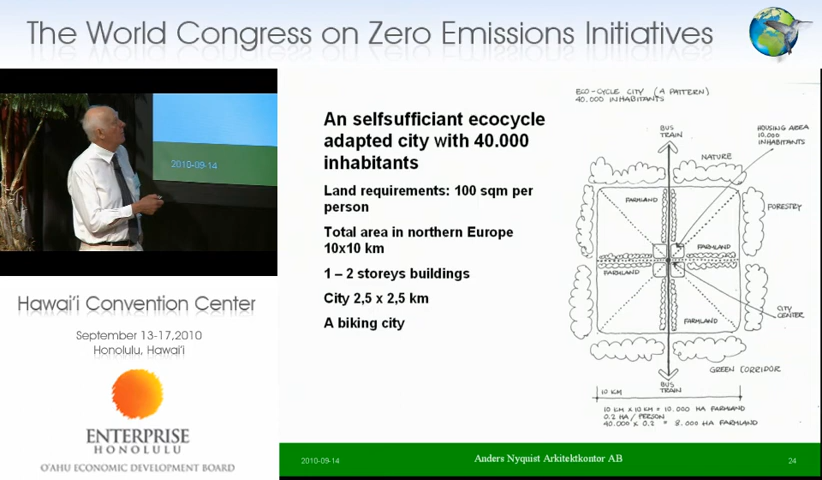 The World Congress on Zero Emissions Initiatives
2010-09-14
Hawai'i Convention Center
September 13-17,2010
Honolulu, Hawai'i
ENTERPRISE
HONOLULU
O'AHU ECONOMIC DEVELOPMENT BOARD
An selfsufficient ecocycle
adapted city with 40.000
inhabitants
Land requirements: 100 sqm per
person
Total area in northern Europe
10x10 km
1 – 2 storeys buildings
City 2,5 x 2,5 km
A biking city
ECO-CYCLE CITY (A PATTERN)
40.000 INHABITANTS
BUS
TRAIN
HOUSING AREA
10.000
INHABITANTS
NATURE
FARMLAND
FORESTRY
FARMLAND
FARMLAND
CITY
CENTER
FARMLAND
GREEN CORRIDOR
BUS
TRAIN
10 KM
10 KM X 10 KM = 10.000 HA FARMLAND
0.2 HA / PERSON
40.000 X 0.2 = 8.000 HA FARMLAND
2010-09-14
Anders Nyquist Arkitektkontor AB
24